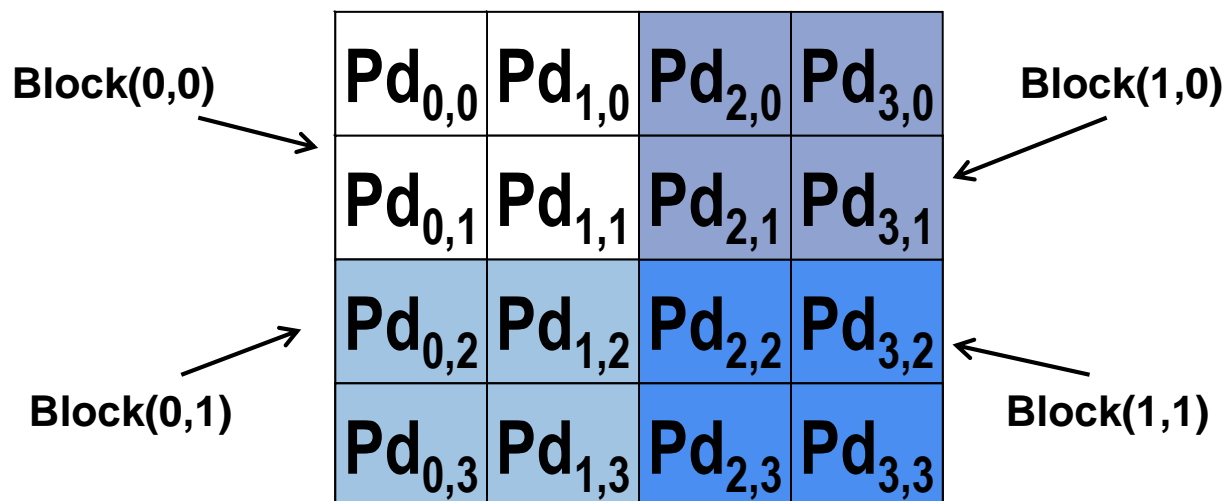 Block(0,0)
Block(1,0)
Pd0,0 Pd1,0 Pd2,0 Pd3,0
Pd0,1 Pd1,1 Pd2,1 Pd3,1
Pd0,2 Pd1,2 Pd2,2 Pd3,2
Block(0,1)
Block(1,1)
Pd0,3 Pd1,3 Pd2,3 Pd3,3